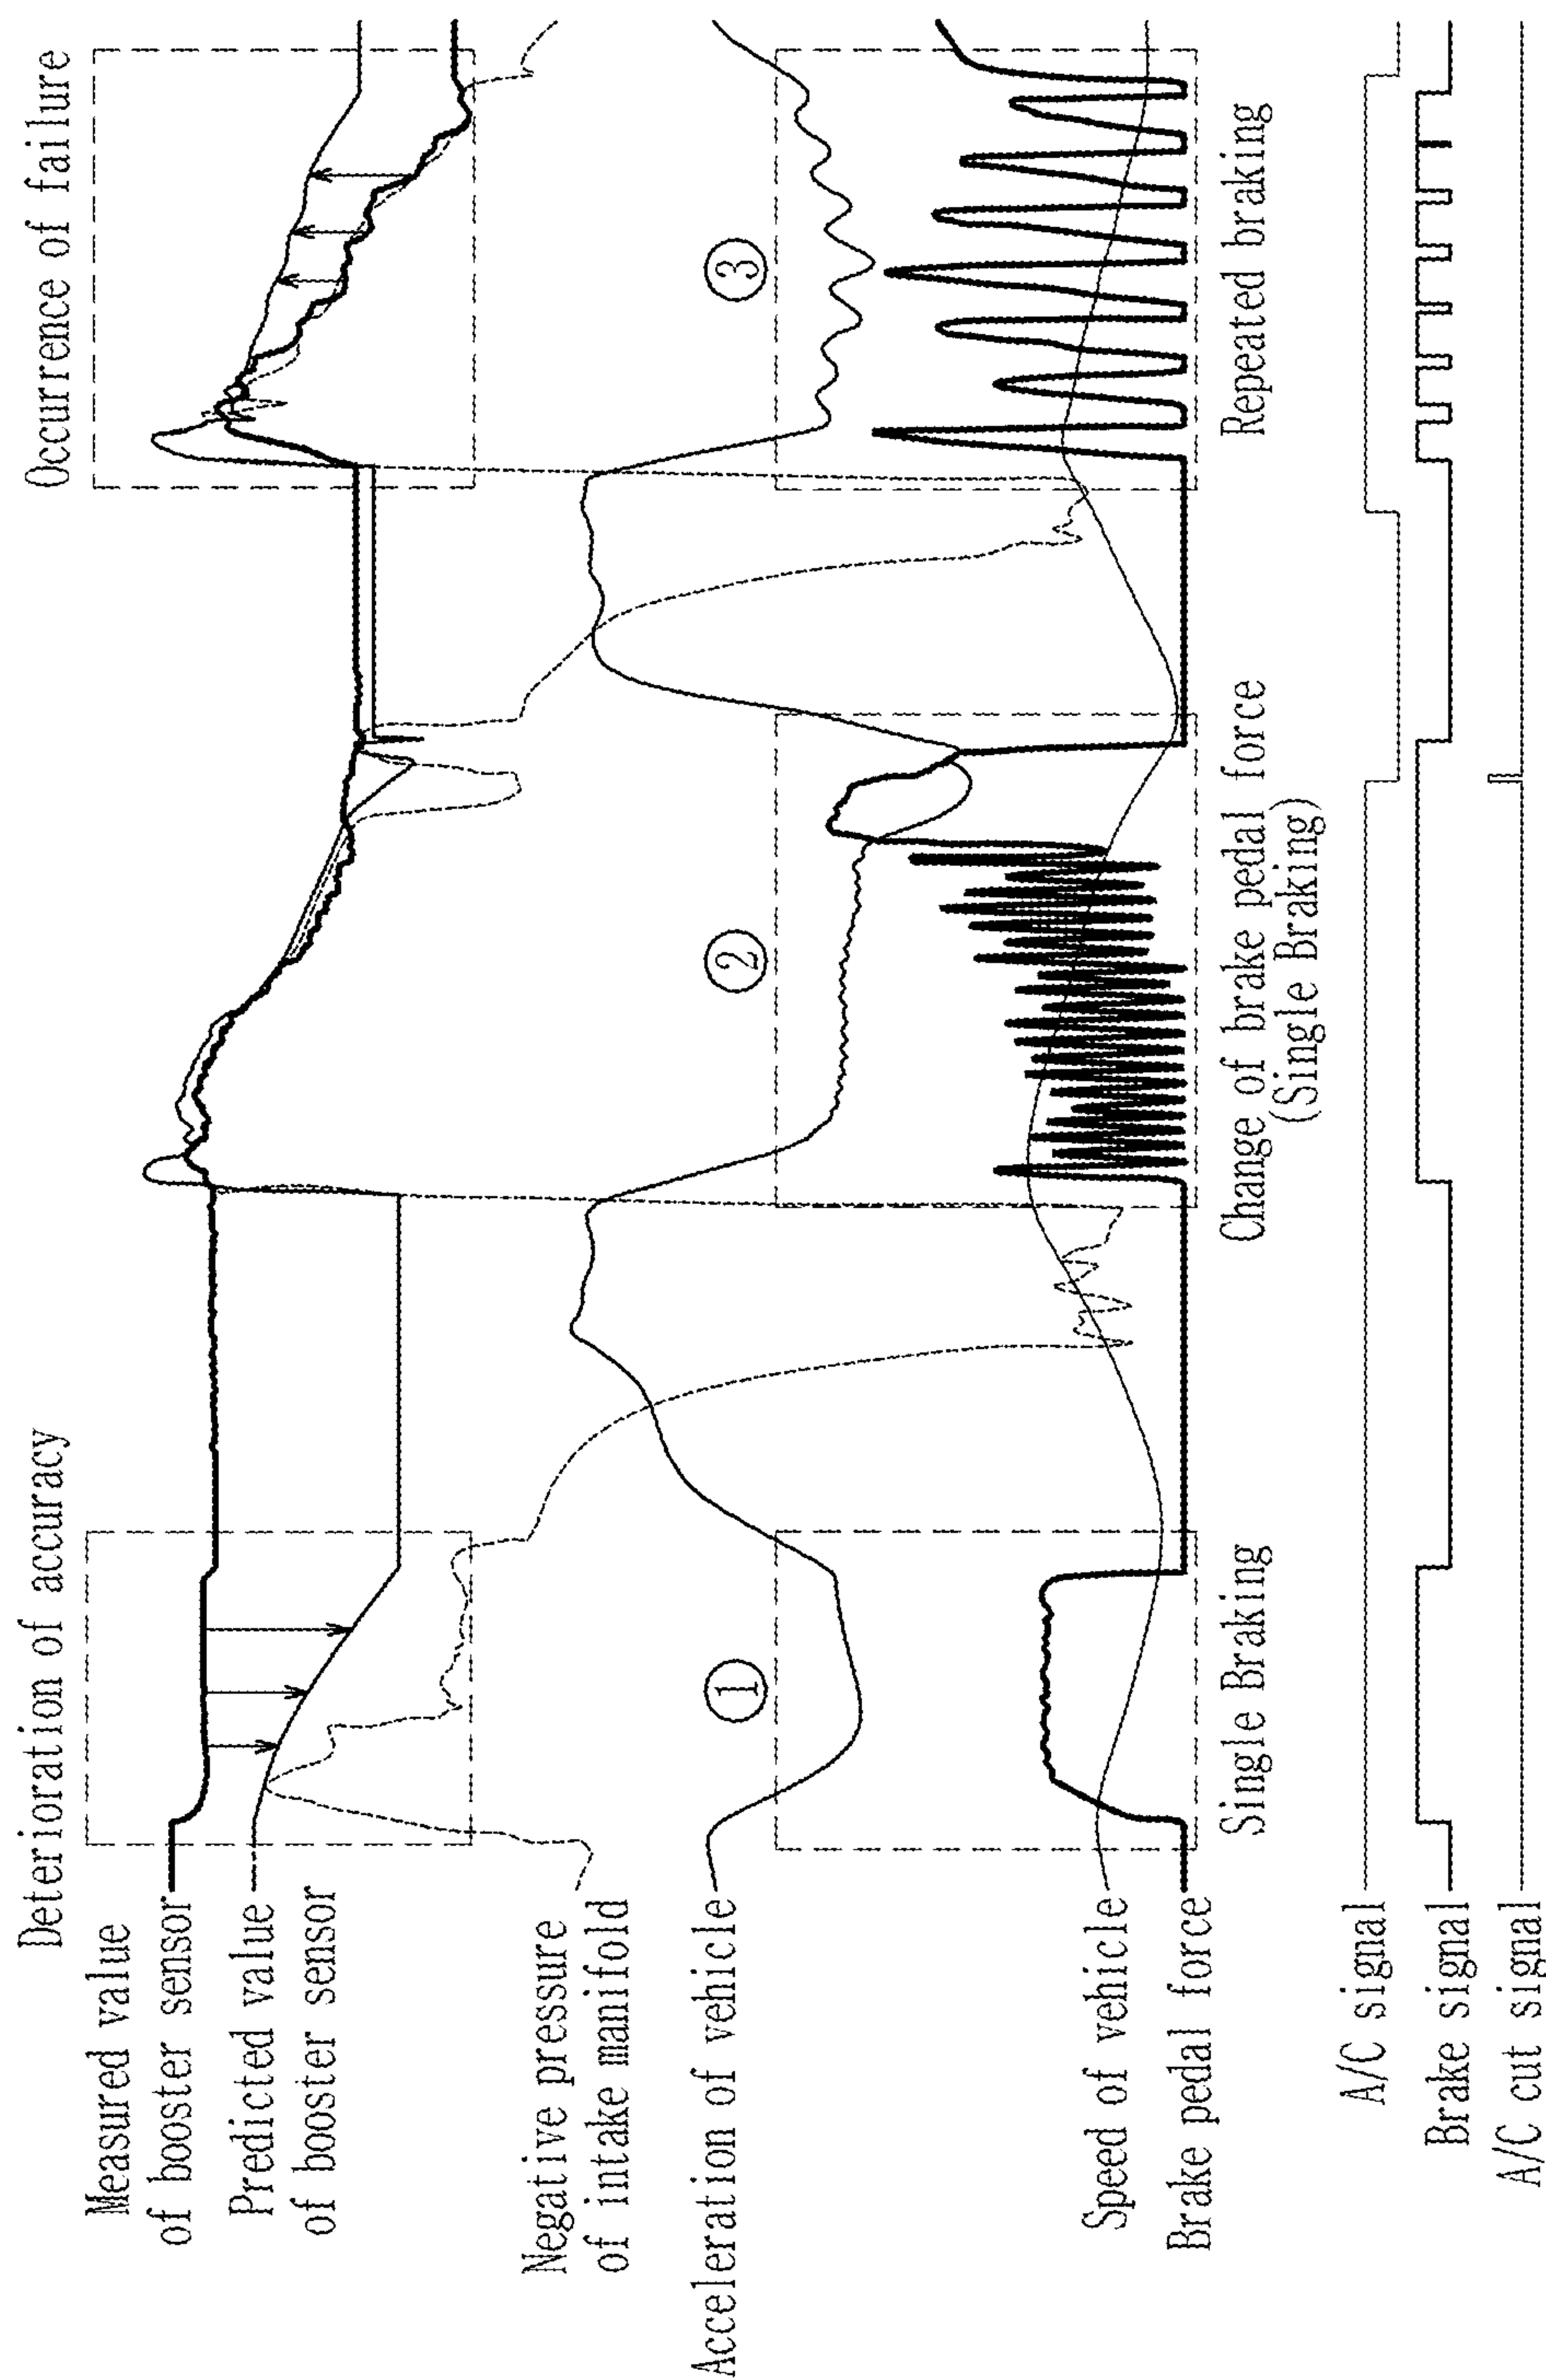 Deterioration of accuracy
Occurrence of failure
Measured value
of booster sensor
Predicted value
of booster sensor
Negative pressure
of intake manifold
Acceleration of vehicle
①
②
③
Speed of vehicle
Brake pedal force
Single Braking
Change of brake pedal force
(Single Braking)
Repeated braking
A/C signal
Brake signal
A/C cut signal